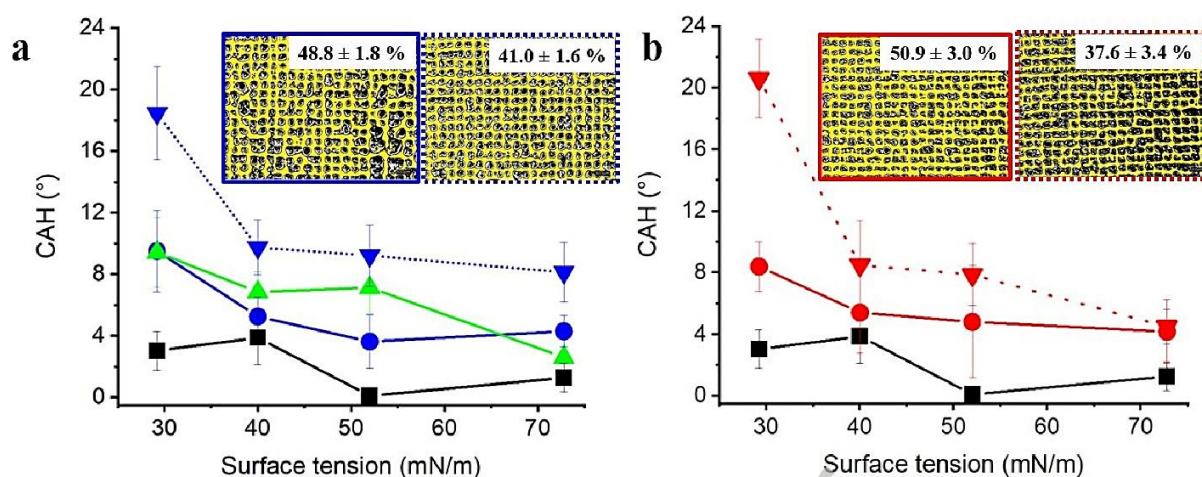 a
24
20
16
12
8
4
0
CAH (°)
30 40 50 60 70
Surface tension (mN/m)
48.8 ± 1.8 %
41.0 ± 1.6 %
b
24
20
16
12
8
4
0
CAH (°)
30 40 50 60 70
Surface tension (mN/m)
50.9 ± 3.0 %
37.6 ± 3.4 %